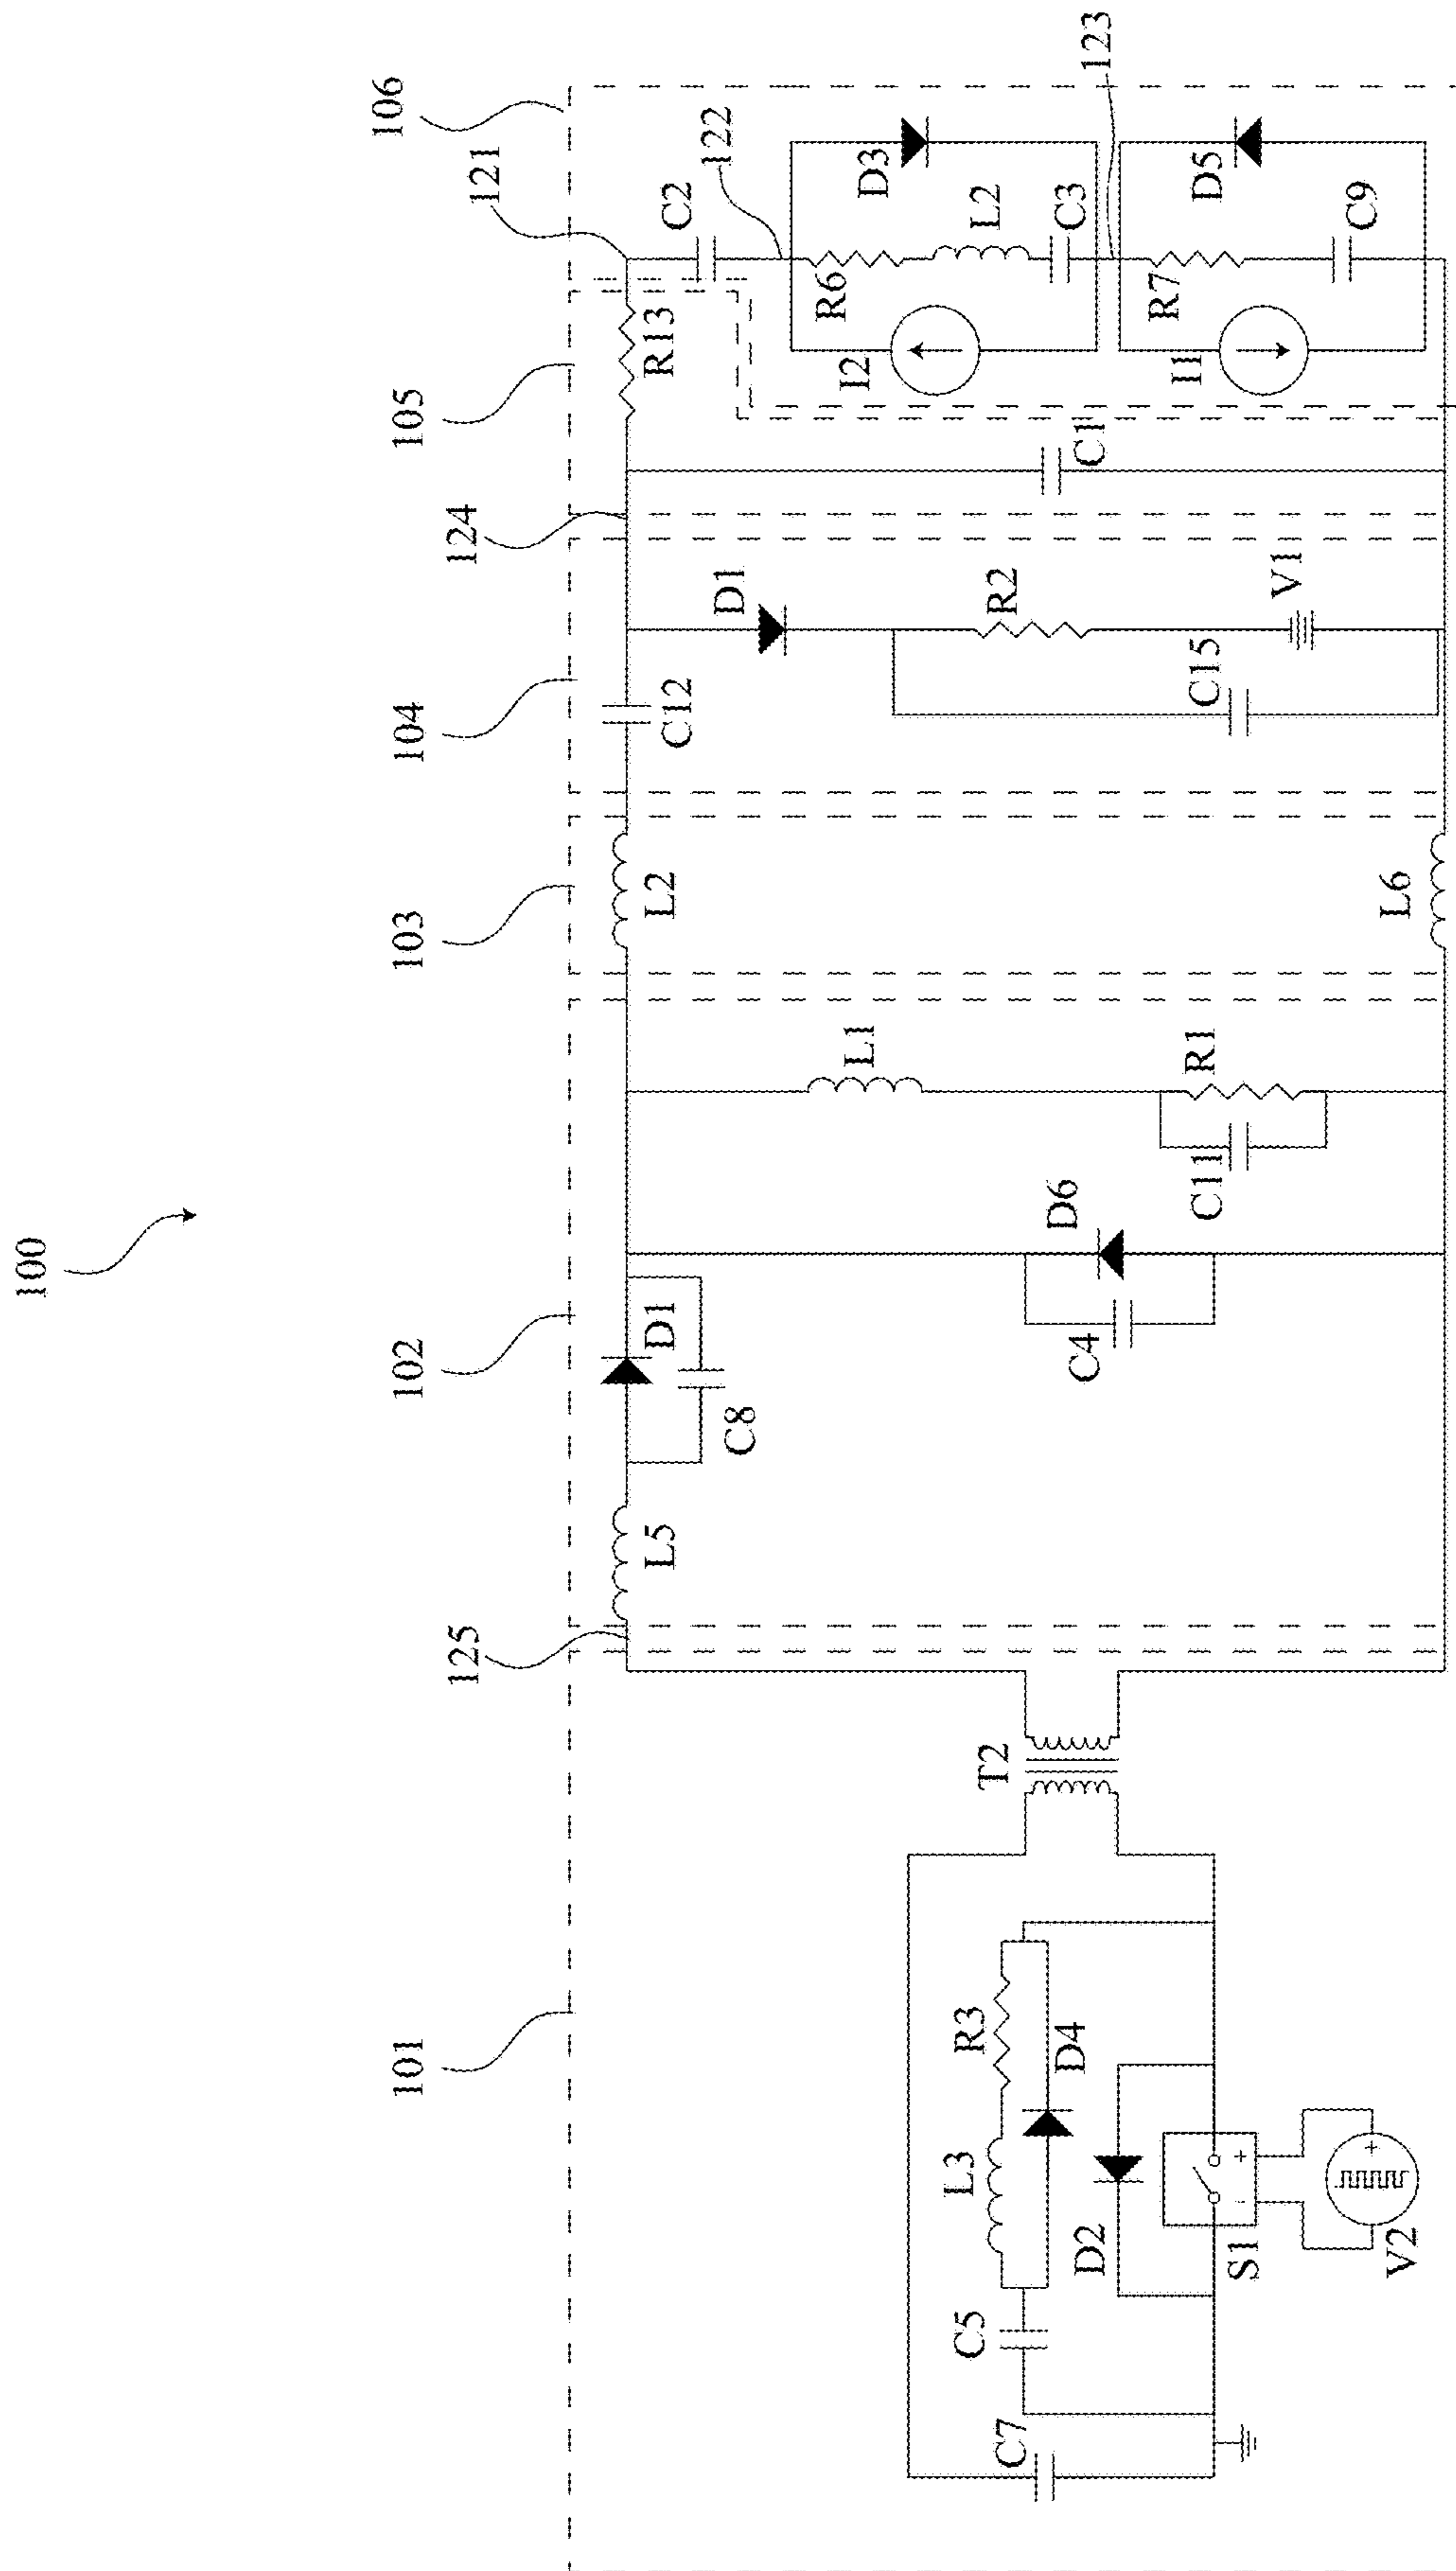 100
101
102
103
104
105
106
125
124
121
122
123
C7
C5
L3
R3
D4
D2
S1
V2
T2
L5
D1
C8
C4
D6
L1
C11
R1
L2
L6
C12
D1
R2
C15
V1
C1
R13
C2
I2
R6
L2
C3
D3
I1
R7
C9
D5
+
-
+